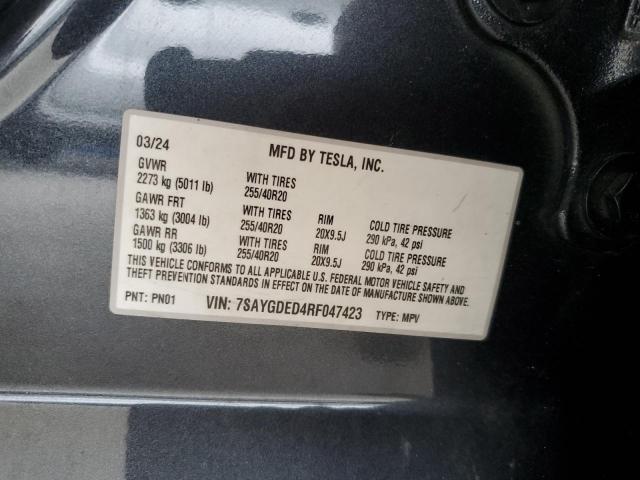 03/24 MFD BY TESLA, INC.
GVWR
2273 kg (5011 lb) WITH TIRES 255/40R20
GAWR FRT
1363 kg (3004 lb) WITH TIRES 255/40R20 RIM 20X9.5J COLD TIRE PRESSURE 290 kPa, 42 psi
GAWR RR
1500 kg (3306 lb) WITH TIRES 255/40R20 RIM 20X9.5J COLD TIRE PRESSURE 290 kPa, 42 psi
THIS VEHICLE CONFORMS TO ALL APPLICABLE U.S. FEDERAL MOTOR VEHICLE SAFETY AND
THEFT PREVENTION STANDARDS IN EFFECT ON THE DATE OF MANUFACTURE SHOWN ABOVE.
PNT: PN01 VIN: 7SAYGDED4RF047423 TYPE: MPV